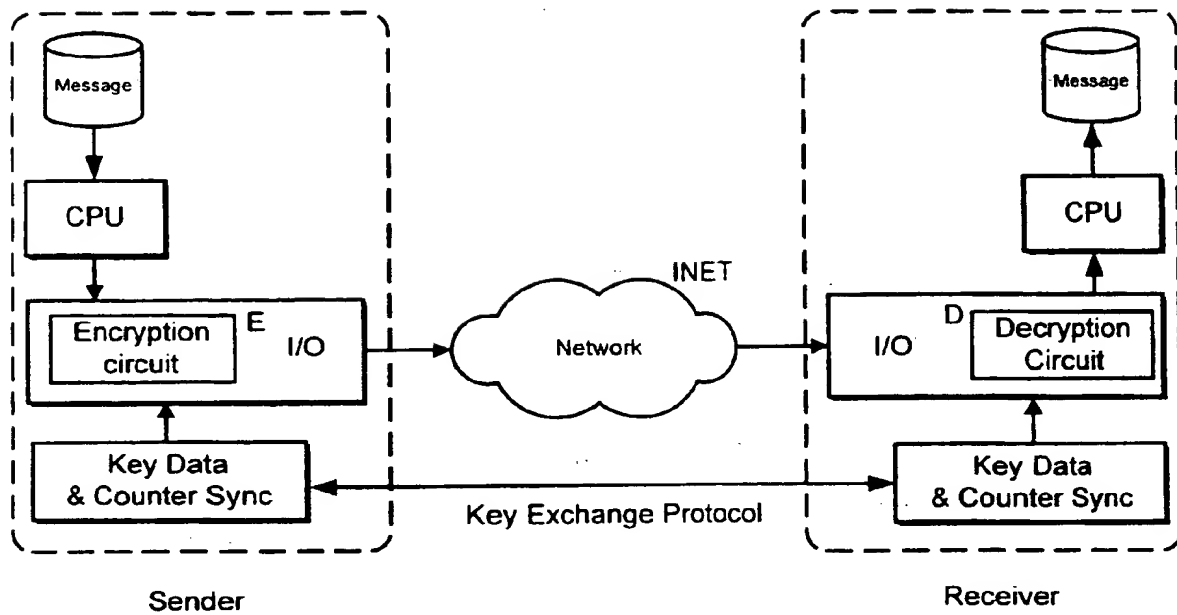 Message
CPU
Encryption
circuit
E
I/O
Key Data
& Counter Sync
Sender
INET
Network
Key Exchange Protocol
Message
CPU
I/O
D
Decryption
Circuit
Key Data
& Counter Sync
Receiver